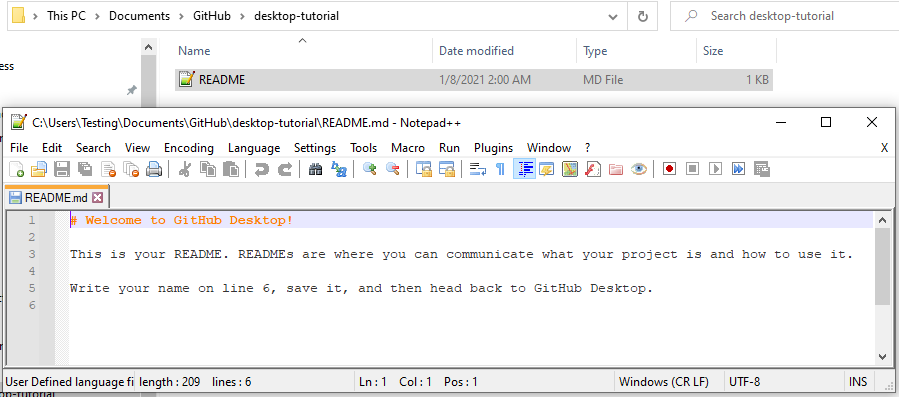 This PC > Documents > GitHub > desktop-tutorial
Search desktop-tutorial
Name Date modified Type Size
ess
README 1/8/2021 2:00 AM MD File 1 KB
C:\Users\Testing\Documents\GitHub\desktop-tutorial\README.md - Notepad++
File Edit Search View Encoding Language Settings Tools Macro Run Plugins Window ? X
README.md
1 # Welcome to GitHub Desktop!
2
3 This is your README. READMEs are where you can communicate what your project is and how to use it.
4
5 Write your name on line 6, save it, and then head back to GitHub Desktop.
6
User Defined language fi length : 209 lines : 6 Ln : 1 Col : 1 Pos : 1 Windows (CR LF) UTF-8 INS
top-tutorial